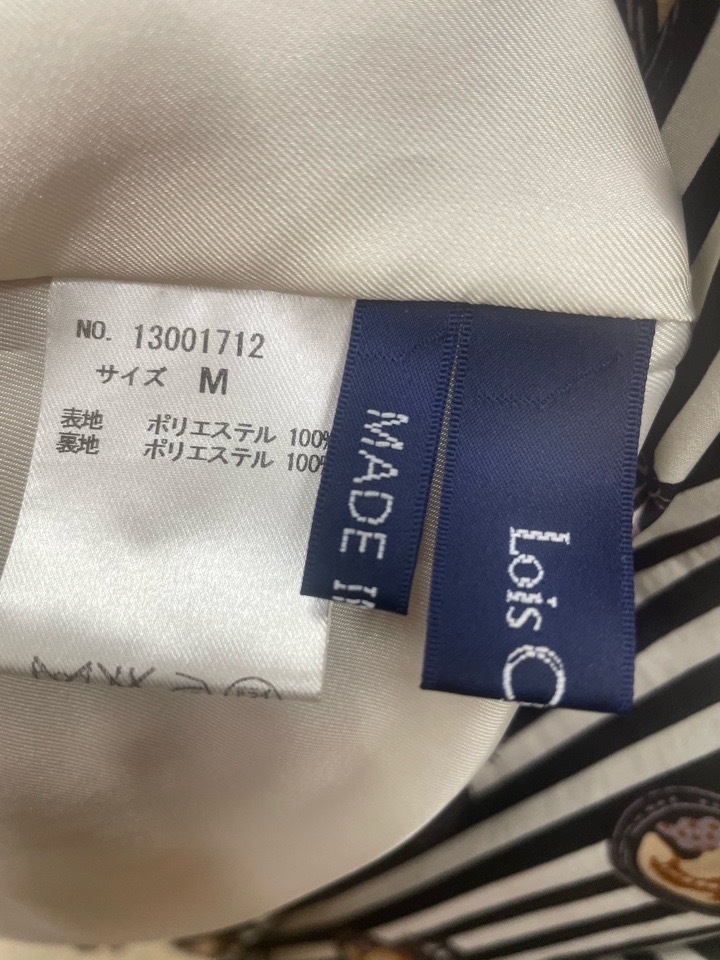 NO. 13001712
サイズ M
表地 ポリエステル 100%
裏地 ポリエステル 100%
MADE
Lois